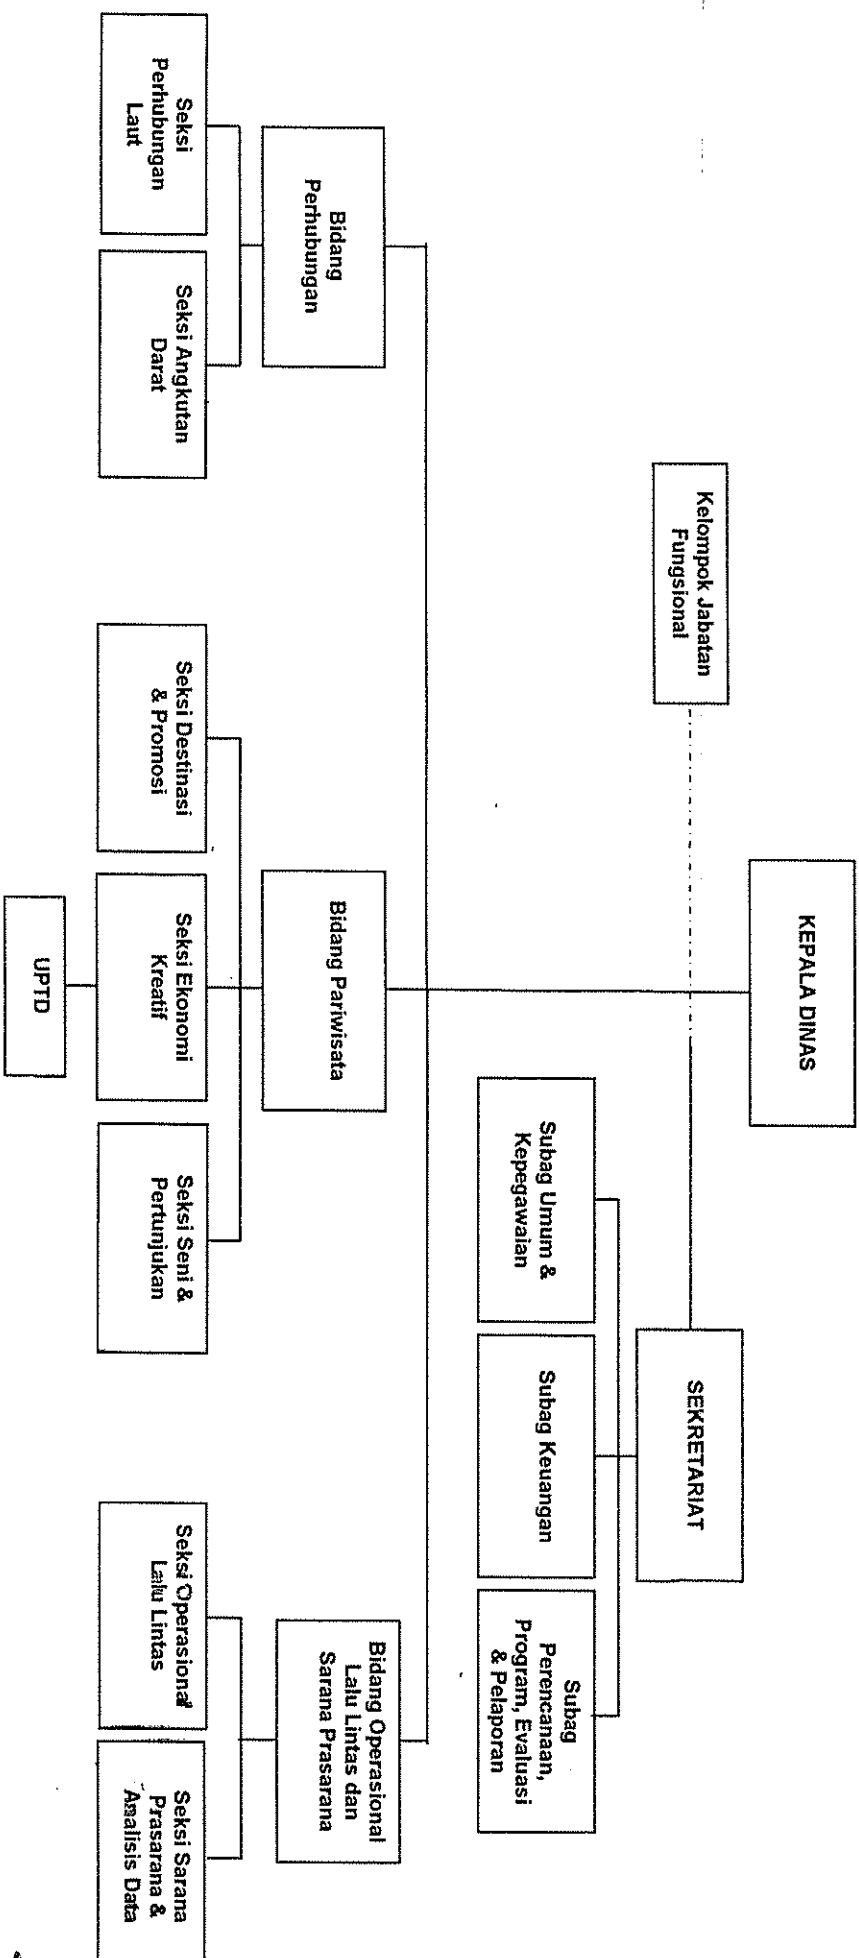 KEPALA DINAS
Kelompok Jabatan
Fungsional
SEKRETARIAT
Subag Umum &
Kepegawaian
Subag Keuangan
Subag
Perencanaan,
Program, Evaluasi
& Pelaporan
Bidang
Perhubungan
Bidang Pariwisata
Bidang Operasional
Lalu Lintas dan
Sarana Prasarana
Seksi
Perhubungan
Laut
Seksi Angkutan
Darat
Seksi Destinasi
& Promosi
Seksi Ekonomi
Kreatif
Seksi Seni &
Pertunjukan
Seksi Operasional
Lalu Lintas
Seksi Sarana
Prasarana &
Analisis Data
UPTD